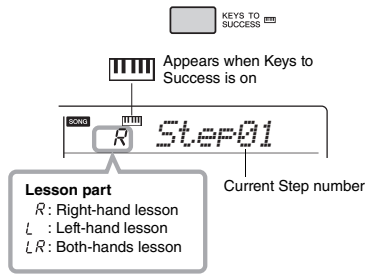 KEYS TO
SUCCESS
Appears when Keys to
Success is on
SONG
R Step01
Lesson part
R : Right-hand lesson
L : Left-hand lesson
LR : Both-hands lesson
Current Step number